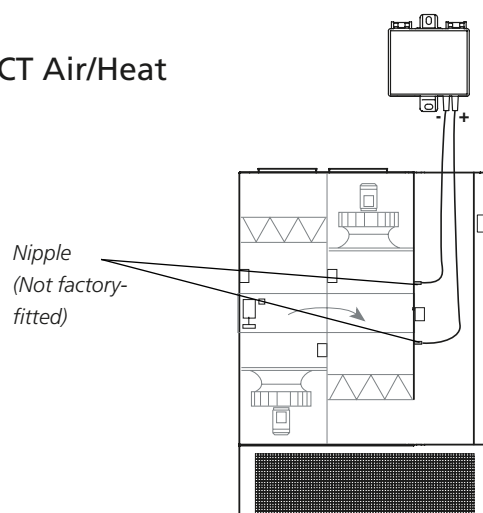 CT Air/Heat
- +
Nipple
(Not factory-
fitted)